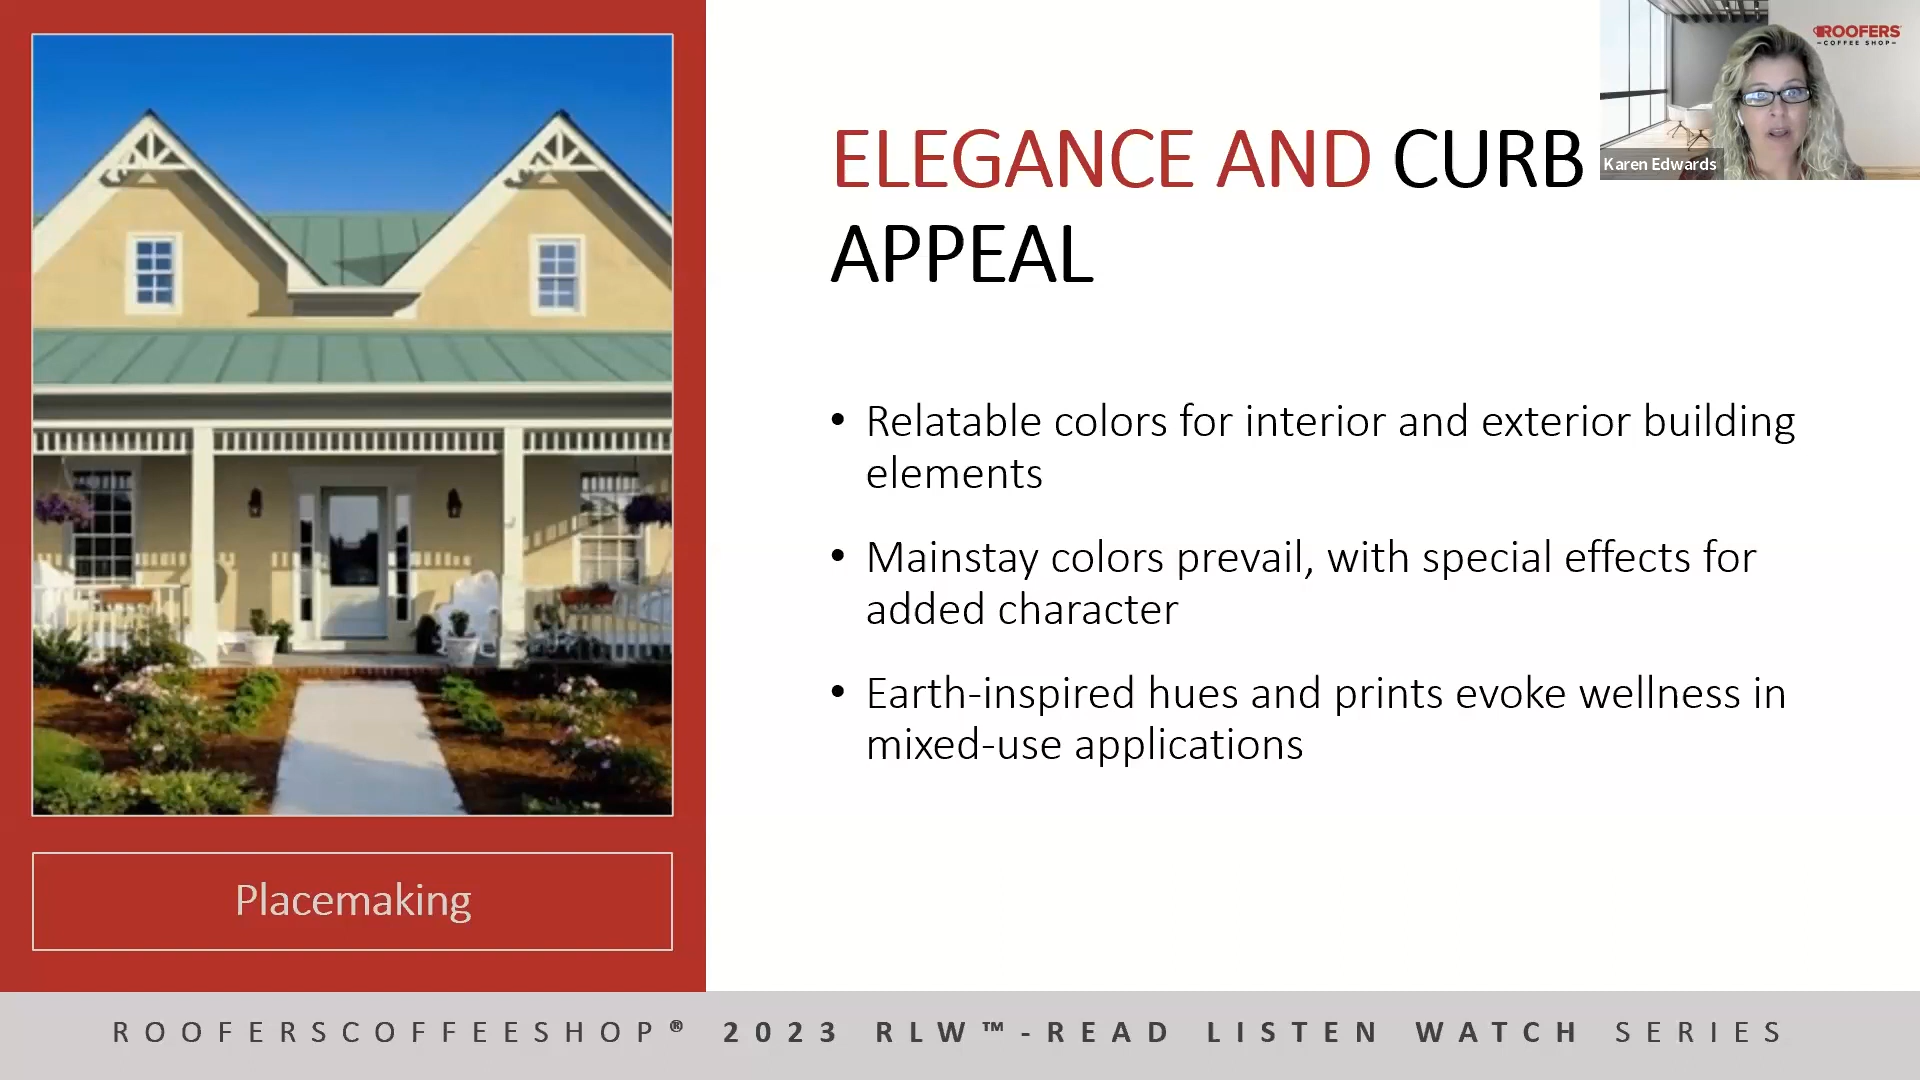 ELEGANCE AND CURB
APPEAL
ROOFERS
COFFEE SHOP
Karen Edwards
• Relatable colors for interior and exterior building
elements
• Mainstay colors prevail, with special effects for
added character
• Earth-inspired hues and prints evoke wellness in
mixed-use applications
Placemaking
ROOFERSCOFFEESHOP® 2023 RLW™-READ LISTEN WATCH SERIES